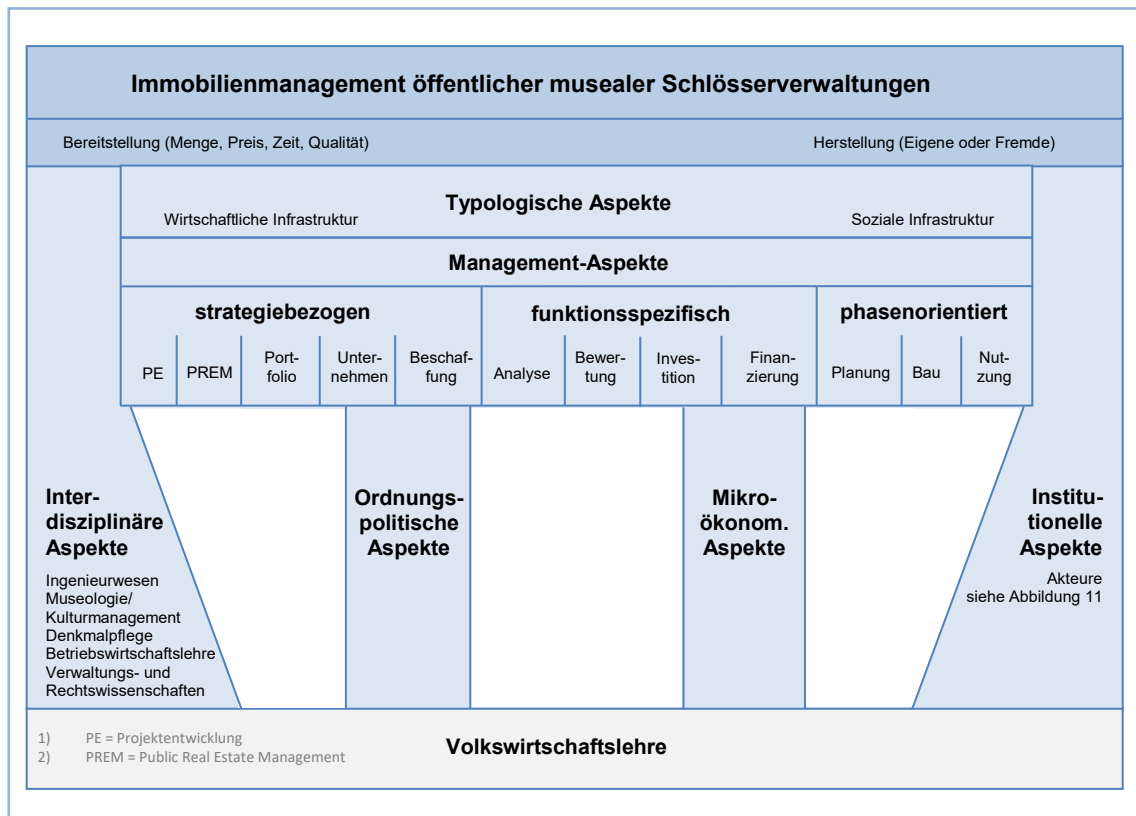 Immobilienmanagement öffentlicher musealer Schlösserverwaltungen
Bereitstellung (Menge, Preis, Zeit, Qualität)
Herstellung (Eigene oder Fremde)
Typologische Aspekte
Wirtschaftliche Infrastruktur
Soziale Infrastruktur
Management-Aspekte
strategiebezogen
funktionsspezifisch
phasenorientiert
PE
PREM
Port-
folio
Unter-
nehmen
Beschaf-
fung
Analyse
Bewer-
tung
Inves-
tition
Finan-
zierung
Planung
Bau
Nut-
zung
Inter-
disziplinäre
Aspekte
Ingenieurwesen
Museologie/
Kulturmanagement
Denkmalpflege
Betriebswirtschaftslehre
Verwaltungs- und
Rechtswissenschaften
Ordnungs-
politische
Aspekte
Mikro-
ökonom.
Aspekte
Institu-
tionelle
Aspekte
Akteure
siehe Abbildung 11
1) PE = Projektentwicklung
2) PREM = Public Real Estate Management
Volkswirtschaftslehre